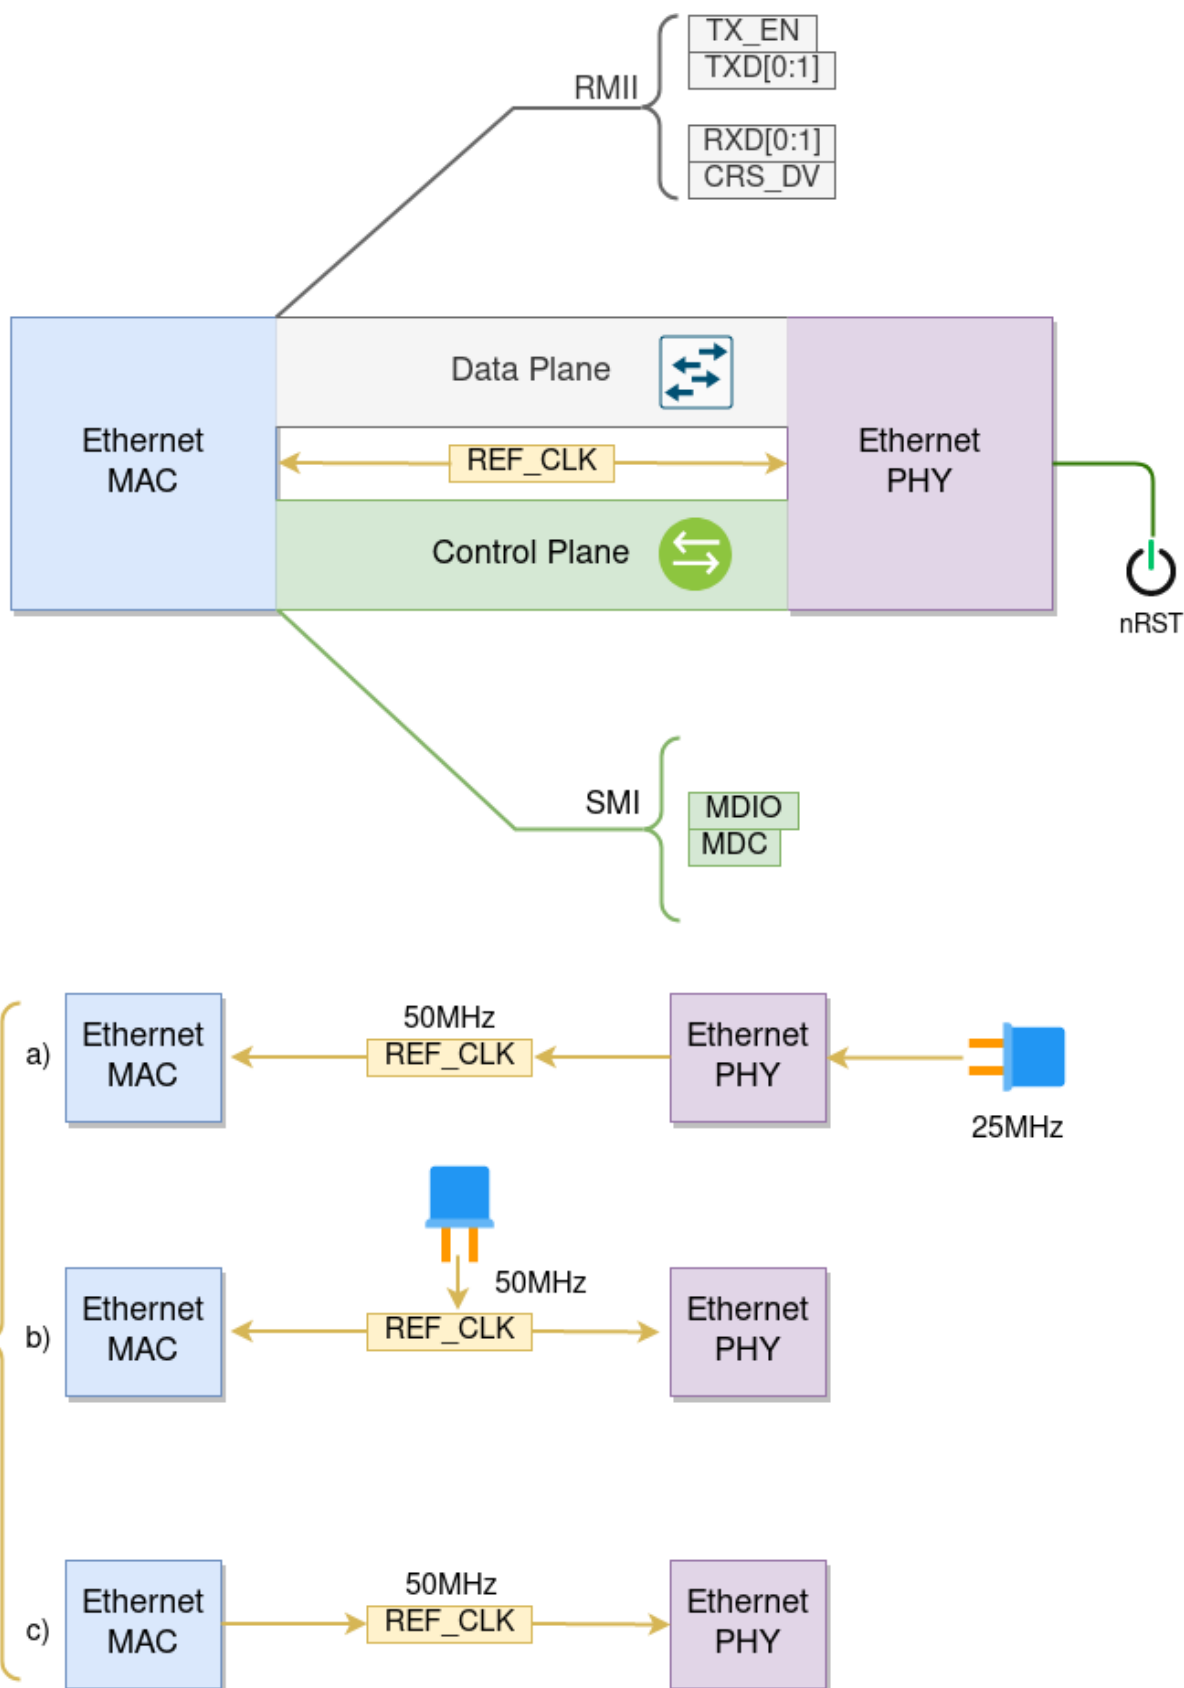 TX_EN
TXD[0:1]
RMII
RXD[0:1]
CRS_DV
Data Plane
Ethernet
MAC
REF_CLK
Ethernet
PHY
Control Plane
nRST
SMI
MDIO
MDC
a)
Ethernet
MAC
50MHz
REF_CLK
Ethernet
PHY
25MHz
b)
Ethernet
MAC
50MHz
REF_CLK
Ethernet
PHY
c)
Ethernet
MAC
50MHz
REF_CLK
Ethernet
PHY